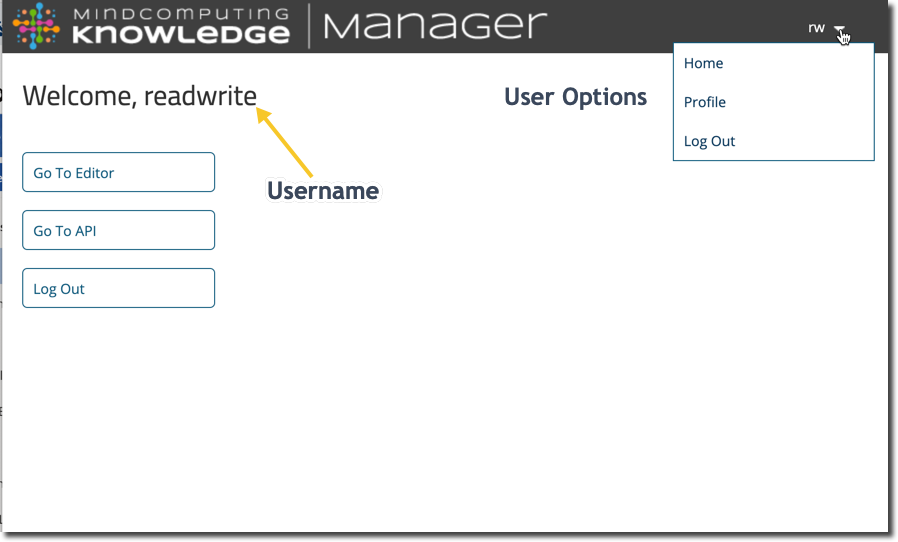 MINDCOMPUTING
KNOWLEDGE
Manager
rw
Home
Profile
Log Out
Welcome, readwrite
User Options
Username
Go To Editor
Go To API
Log Out